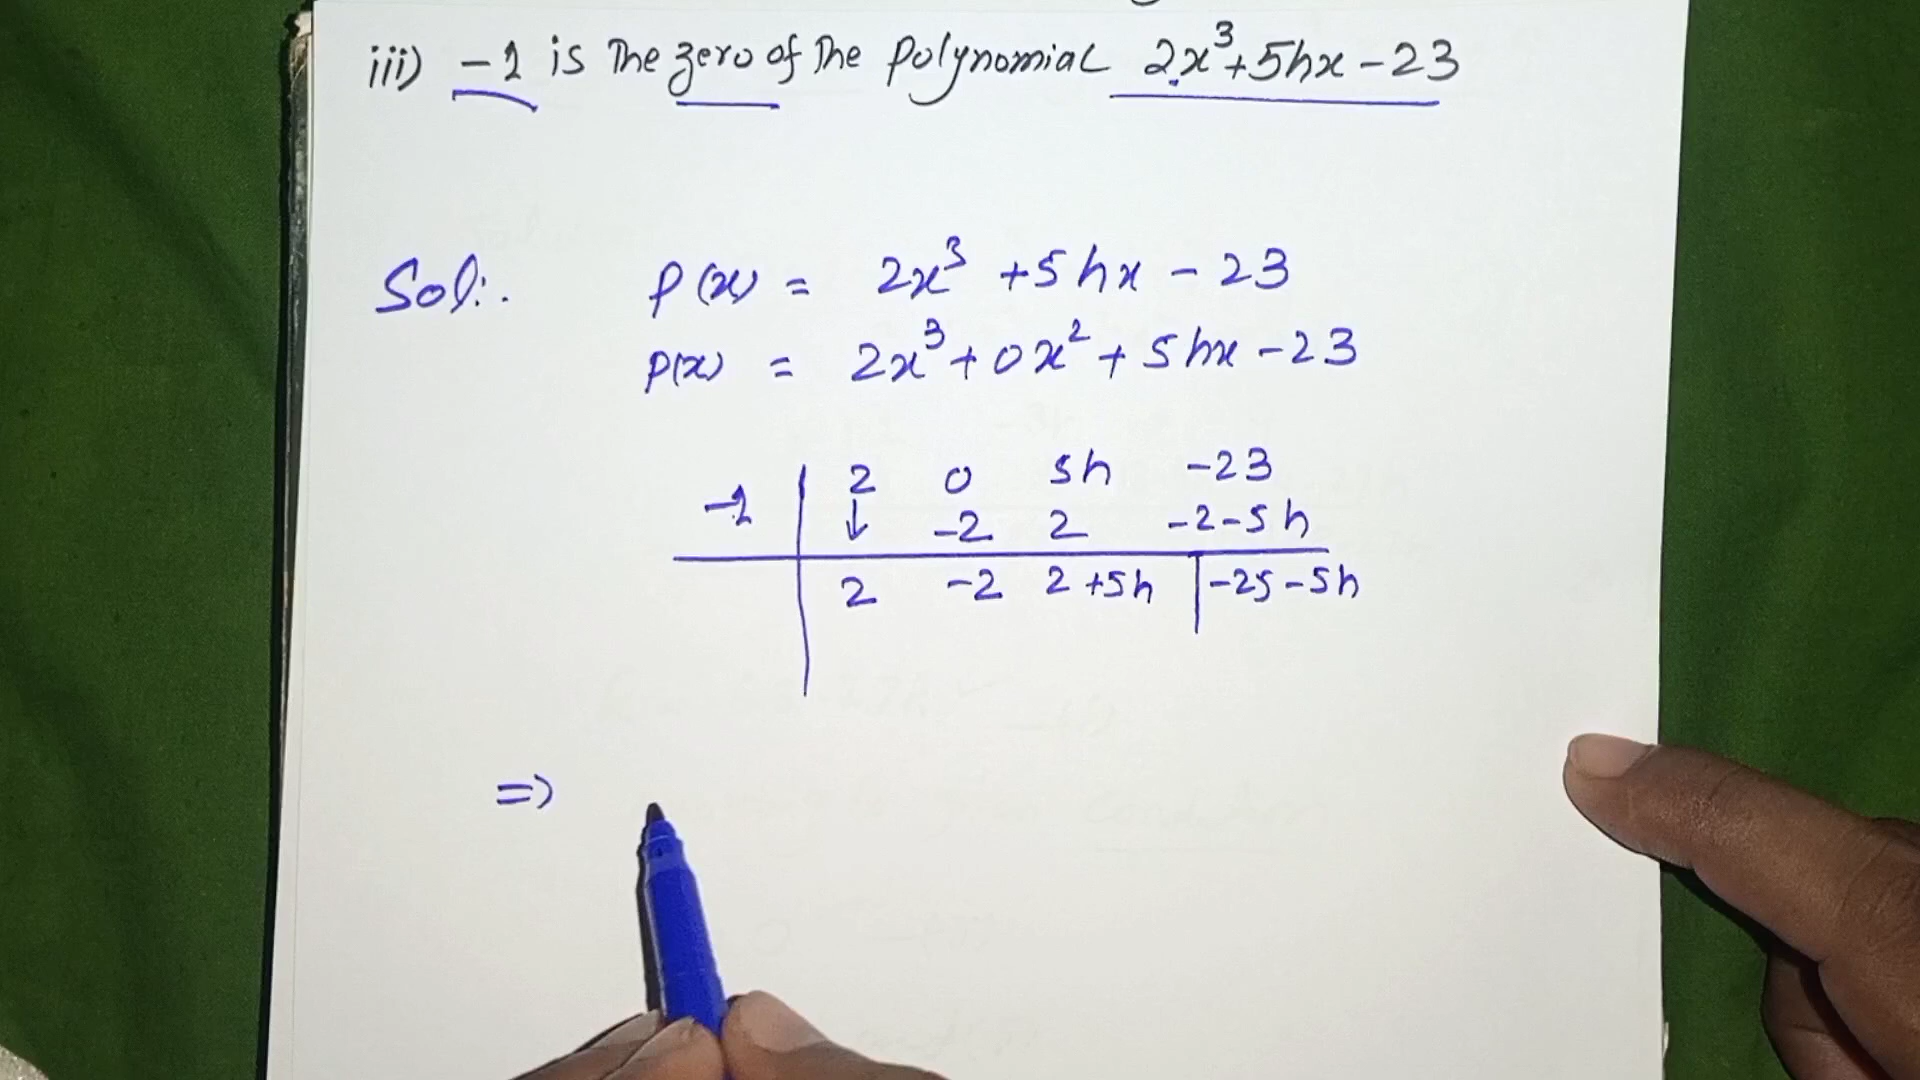 iii) -1 is The zero of The Polynomial 2x³+5hx-23
Sol:. P(x) = 2x³ +5hx - 23
P(x) = 2x³+0x²+5hx-23
-1 | 2 0 5h -23
↓ -2 2 -2-5h
2 -2 2+5h |-25-5h
=>